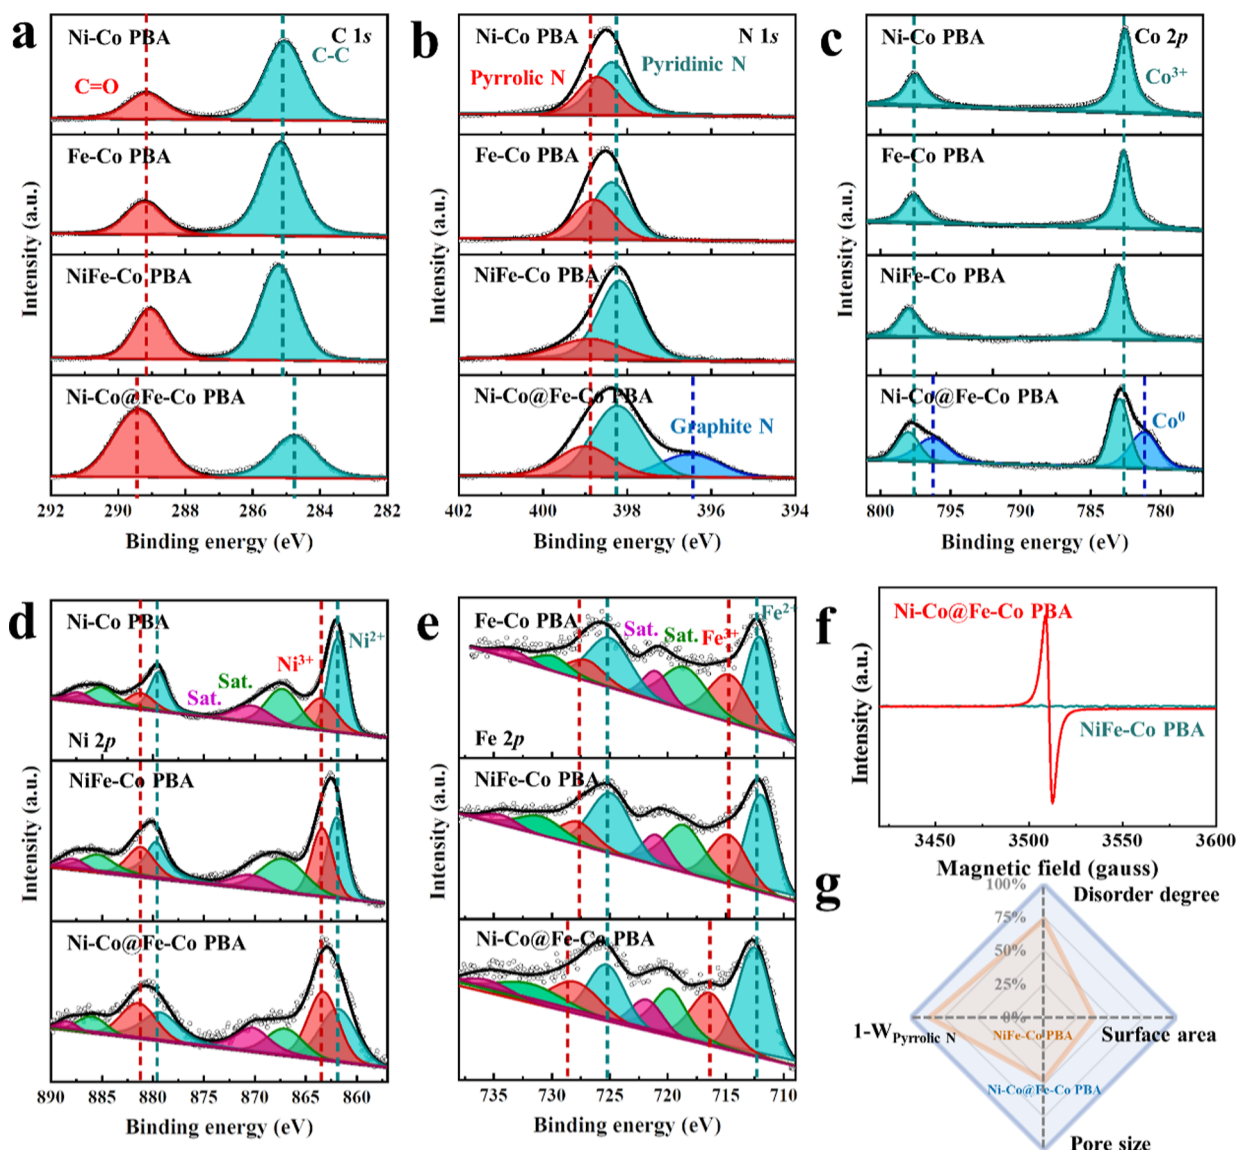 a
Ni-Co PBA
C 1s
C-C
C=O
Fe-Co PBA
NiFe-Co PBA
Ni-Co@Fe-Co PBA
Intensity (a.u.)
292 290 288 286 284 282
Binding energy (eV)
b
Ni-Co PBA
N 1s
Pyrrolic N
Pyridinic N
Fe-Co PBA
NiFe-Co PBA
Ni-Co@Fe-Co PBA
Graphite N
Intensity (a.u.)
402 400 398 396 394
Binding energy (eV)
c
Ni-Co PBA
Co 2p
Co3+
Fe-Co PBA
NiFe-Co PBA
Ni-Co@Fe-Co PBA
Co0
Intensity (a.u.)
800 795 790 785 780
Binding energy (eV)
d
Ni-Co PBA
Ni2+
Ni3+
Sat.
Sat.
Ni 2p
NiFe-Co PBA
Ni-Co@Fe-Co PBA
Intensity (a.u.)
890 885 880 875 870 865 860
Binding energy (eV)
e
Fe-Co PBA
Fe2+
Sat. Sat. Fe3+
Fe 2p
NiFe-Co PBA
Ni-Co@Fe-Co PBA
Intensity (a.u.)
735 730 725 720 715 710
Binding energy (eV)
f
Ni-Co@Fe-Co PBA
NiFe-Co PBA
Intensity (a.u.)
3450 3500 3550 3600
Magnetic field (gauss)
g
100%
Disorder degree
75%
50%
25%
0%
1-WPyrrolic N
NiFe-Co PBA
Surface area
Ni-Co@Fe-Co PBA
Pore size